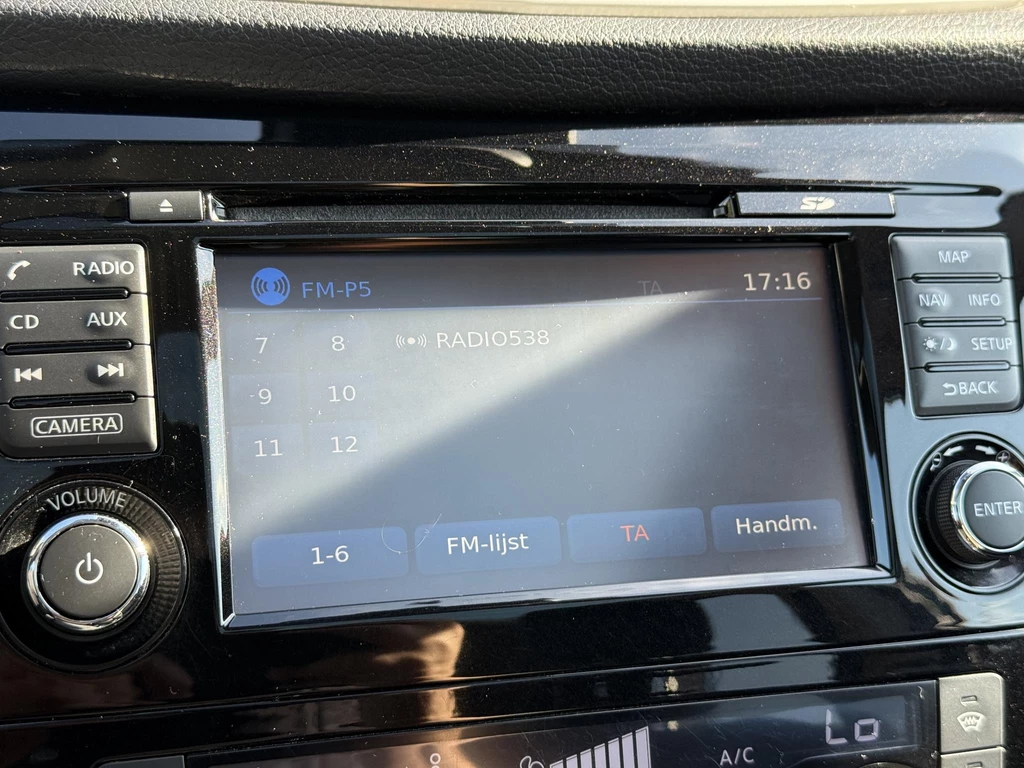 SD
RADIO
CD AUX
CAMERA
VOLUME
FM-P5 TA 17:16
7 8 RADIO538
9 10
11 12
1-6 FM-lijst TA Handm.
MAP
NAV INFO
SETUP
BACK
ENTER
A/C Lo